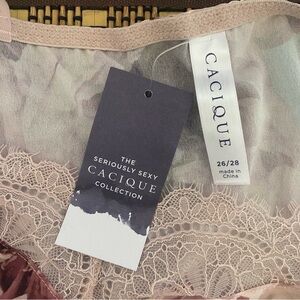 THE
SERIOUSLY SEXY
CACIQUE
COLLECTION
CACIQUE
26/28
made in
China